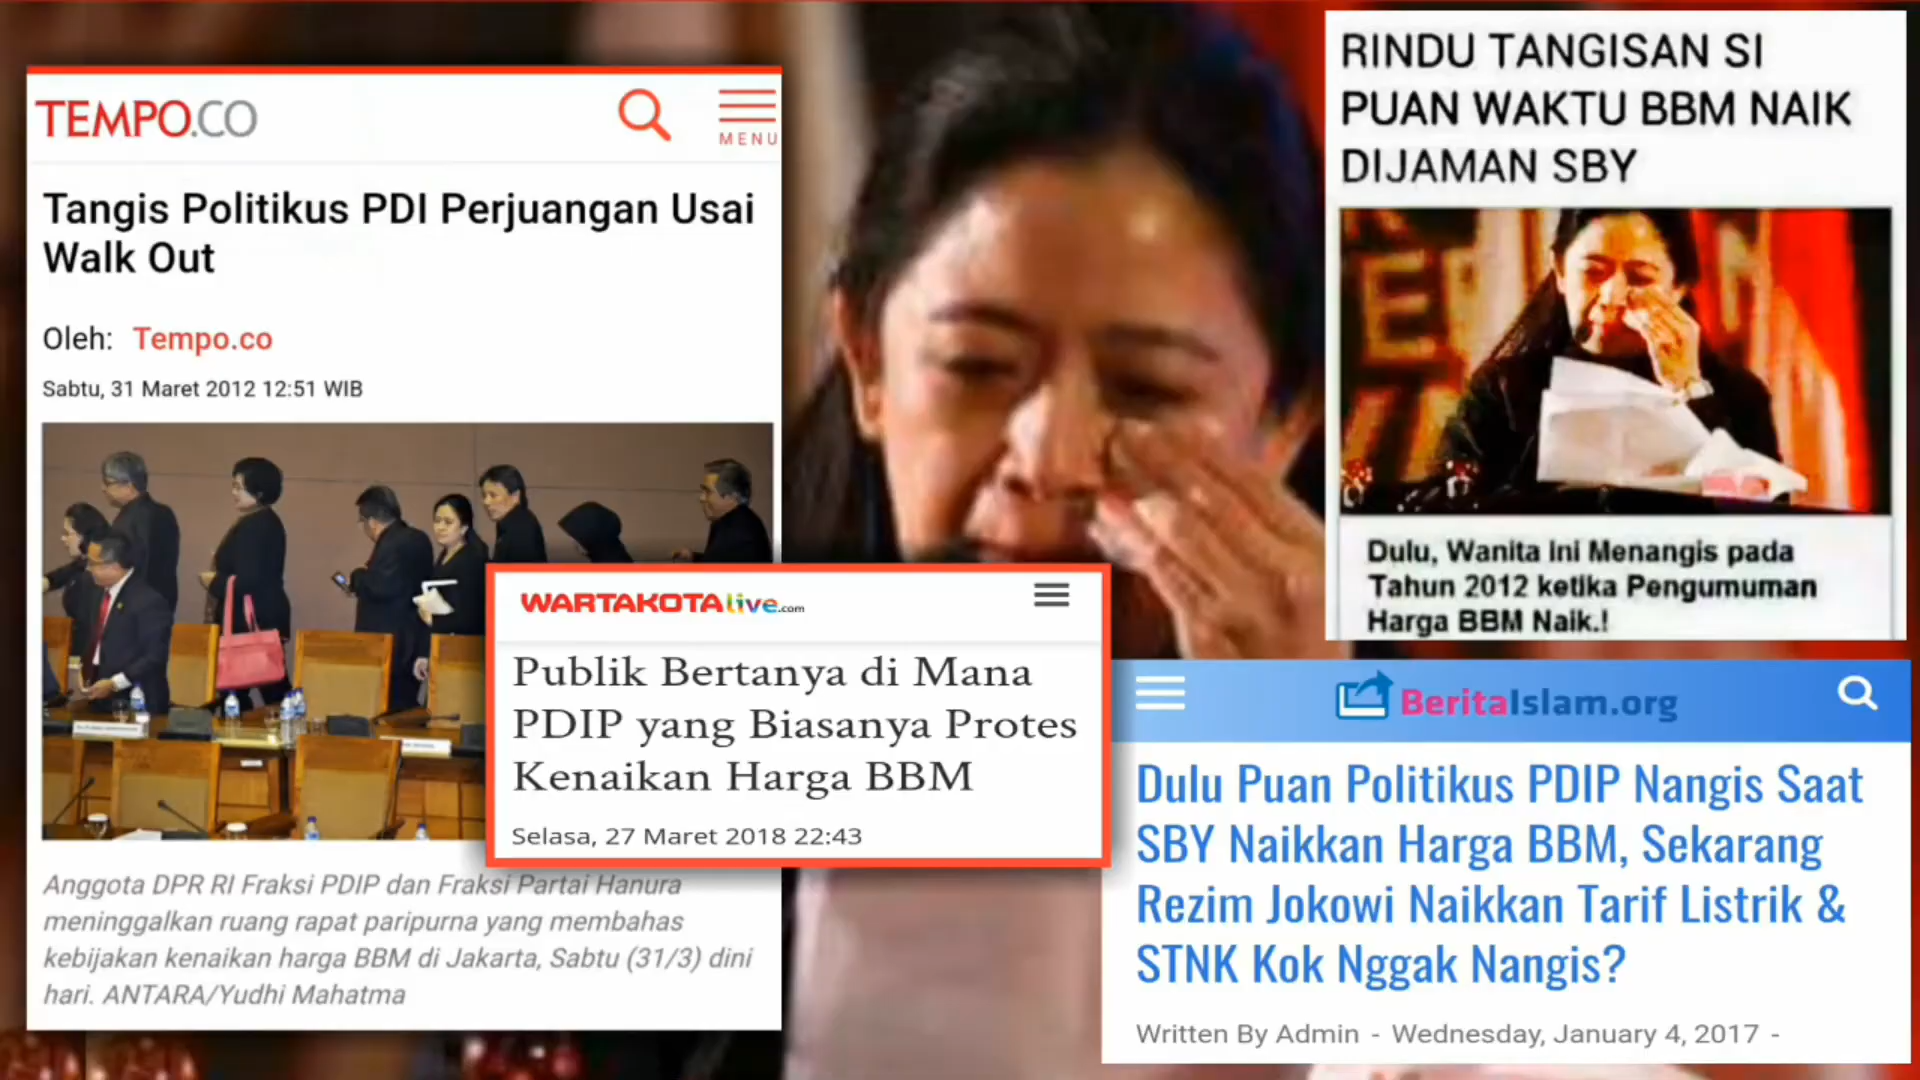 TEMPO.CO
MENU
Tangis Politikus PDI Perjuangan Usai
Walk Out
Oleh: Tempo.co
Sabtu, 31 Maret 2012 12:51 WIB
Anggota DPR RI Fraksi PDIP dan Fraksi Partai Hanura
meninggalkan ruang rapat paripurna yang membahas
kebijakan kenaikan harga BBM di Jakarta, Sabtu (31/3) dini
hari. ANTARA/Yudhi Mahatma
WARTAKOTAlive.com
Publik Bertanya di Mana
PDIP yang Biasanya Protes
Kenaikan Harga BBM
Selasa, 27 Maret 2018 22:43
RINDU TANGISAN SI
PUAN WAKTU BBM NAIK
DIJAMAN SBY
Dulu, Wanita Ini Menangis pada
Tahun 2012 ketika Pengumuman
Harga BBM Naik.!
BeritaIslam.org
Dulu Puan Politikus PDIP Nangis Saat
SBY Naikkan Harga BBM, Sekarang
Rezim Jokowi Naikkan Tarif Listrik &
STNK Kok Nggak Nangis?
Written By Admin - Wednesday, January 4, 2017 -